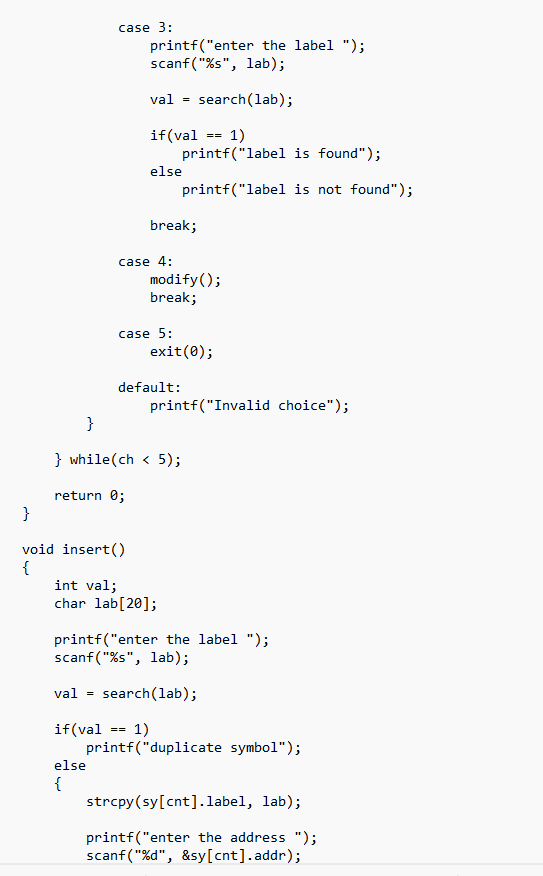 case 3:
printf("enter the label ");
scanf("%s", lab);
val = search(lab);
if(val == 1)
printf("label is found");
else
printf("label is not found");
break;
case 4:
modify();
break;
case 5:
exit(0);
default:
printf("Invalid choice");
}
} while(ch < 5);
return 0;
}
void insert()
{
int val;
char lab[20];
printf("enter the label ");
scanf("%s", lab);
val = search(lab);
if(val == 1)
printf("duplicate symbol");
else
{
strcpy(sy[cnt].label, lab);
printf("enter the address ");
scanf("%d", &sy[cnt].addr);